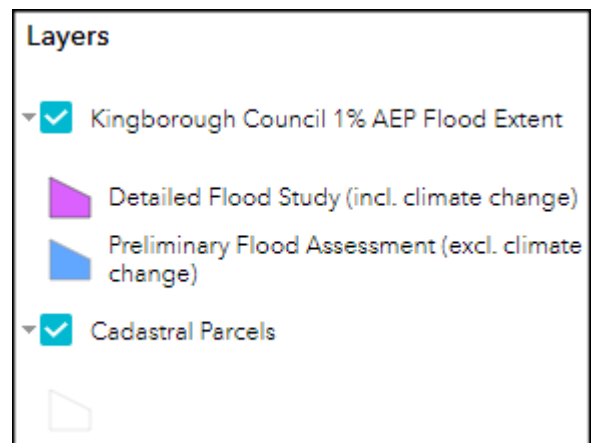 Layers
Kingborough Council 1% AEP Flood Extent
Detailed Flood Study (incl. climate change)
Preliminary Flood Assessment (excl. climate
change)
Cadastral Parcels